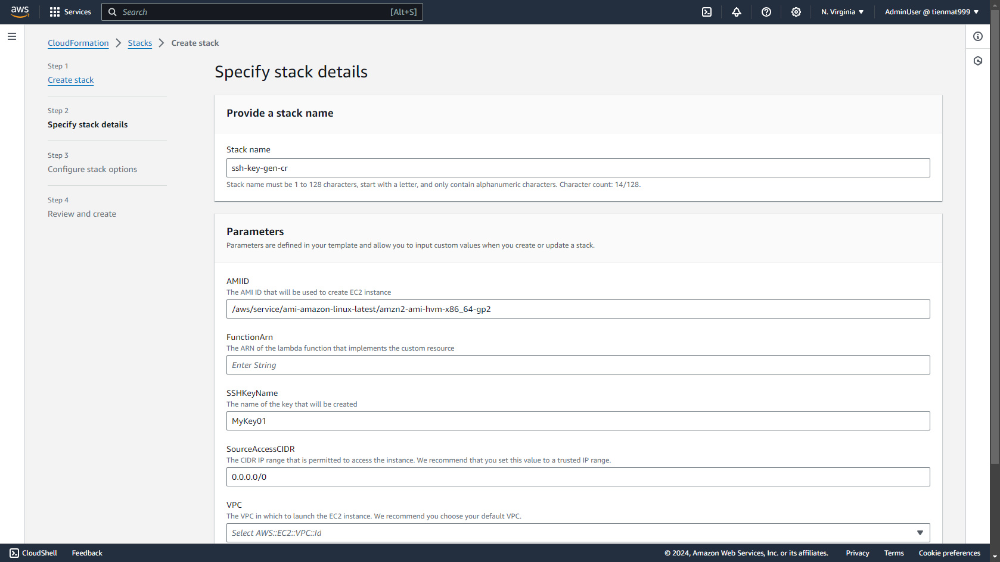 aws
Services
Search
[Alt+S]
N. Virginia
AdminUser @ tienmat999
CloudFormation
Stacks
Create stack
Step 1
Create stack
Step 2
Specify stack details
Step 3
Configure stack options
Step 4
Review and create
Specify stack details
Provide a stack name
Stack name
ssh-key-gen-cr
Stack name must be 1 to 128 characters, start with a letter, and only contain alphanumeric characters. Character count: 14/128.
Parameters
Parameters are defined in your template and allow you to input custom values when you create or update a stack.
AMIID
The AMI ID that will be used to create EC2 instance
/aws/service/ami-amazon-linux-latest/amzn2-ami-hvm-x86_64-gp2
FunctionArn
The ARN of the lambda function that implements the custom resource
Enter String
SSHKeyName
The name of the key that will be created
MyKey01
SourceAccessCIDR
The CIDR IP range that is permitted to access the instance. We recommend that you set this value to a trusted IP range.
0.0.0.0/0
VPC
The VPC in which to launch the EC2 instance. We recommend you choose your default VPC.
Select AWS::EC2::VPC::Id
CloudShell
Feedback
© 2024, Amazon Web Services, Inc. or its affiliates.
Privacy
Terms
Cookie preferences